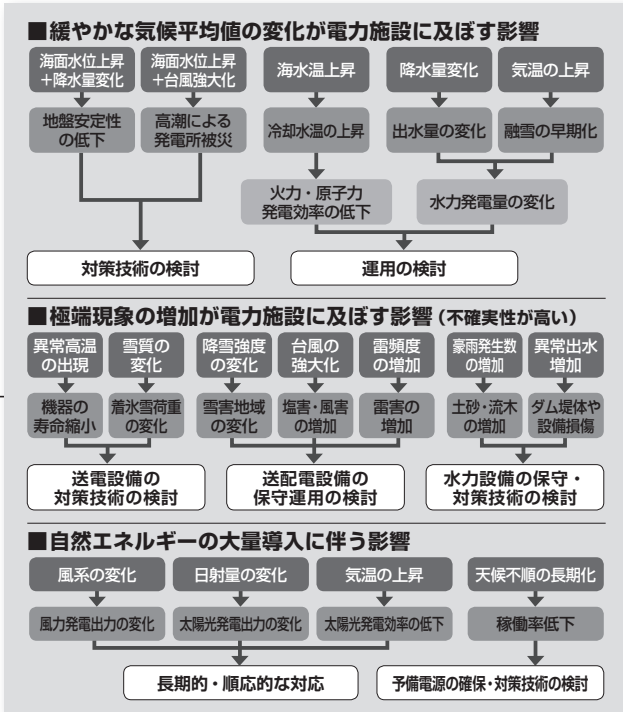 ■緩やかな気候平均値の変化が電力施設に及ぼす影響
海面水位上昇
+降水量変化
海面水位上昇
+台風強大化
海水温上昇
降水量変化
気温の上昇
地盤安定性
の低下
高潮による
発電所被災
冷却水温の上昇
出水量の変化
融雪の早期化
火力・原子力
発電効率の低下
水力発電量の変化
対策技術の検討
運用の検討
■極端現象の増加が電力施設に及ぼす影響(不確実性が高い)
異常高温
の出現
雪質の
変化
降雪強度
の変化
台風の
強大化
雷頻度
の増加
豪雨発生数
の増加
異常出水
増加
機器の
寿命縮小
着氷雪荷重
の変化
雪害地域
の変化
塩害・風害
の増加
雷害の
増加
土砂・流木
の増加
ダム堤体や
設備損傷
送電設備の
対策技術の検討
送配電設備の
保守運用の検討
水力設備の保守・
対策技術の検討
■自然エネルギーの大量導入に伴う影響
風系の変化
日射量の変化
気温の上昇
天候不順の長期化
風力発電出力の変化
太陽光発電出力の変化
太陽光発電効率の低下
稼働率低下
長期的・順応的な対応
予備電源の確保・対策技術の検討